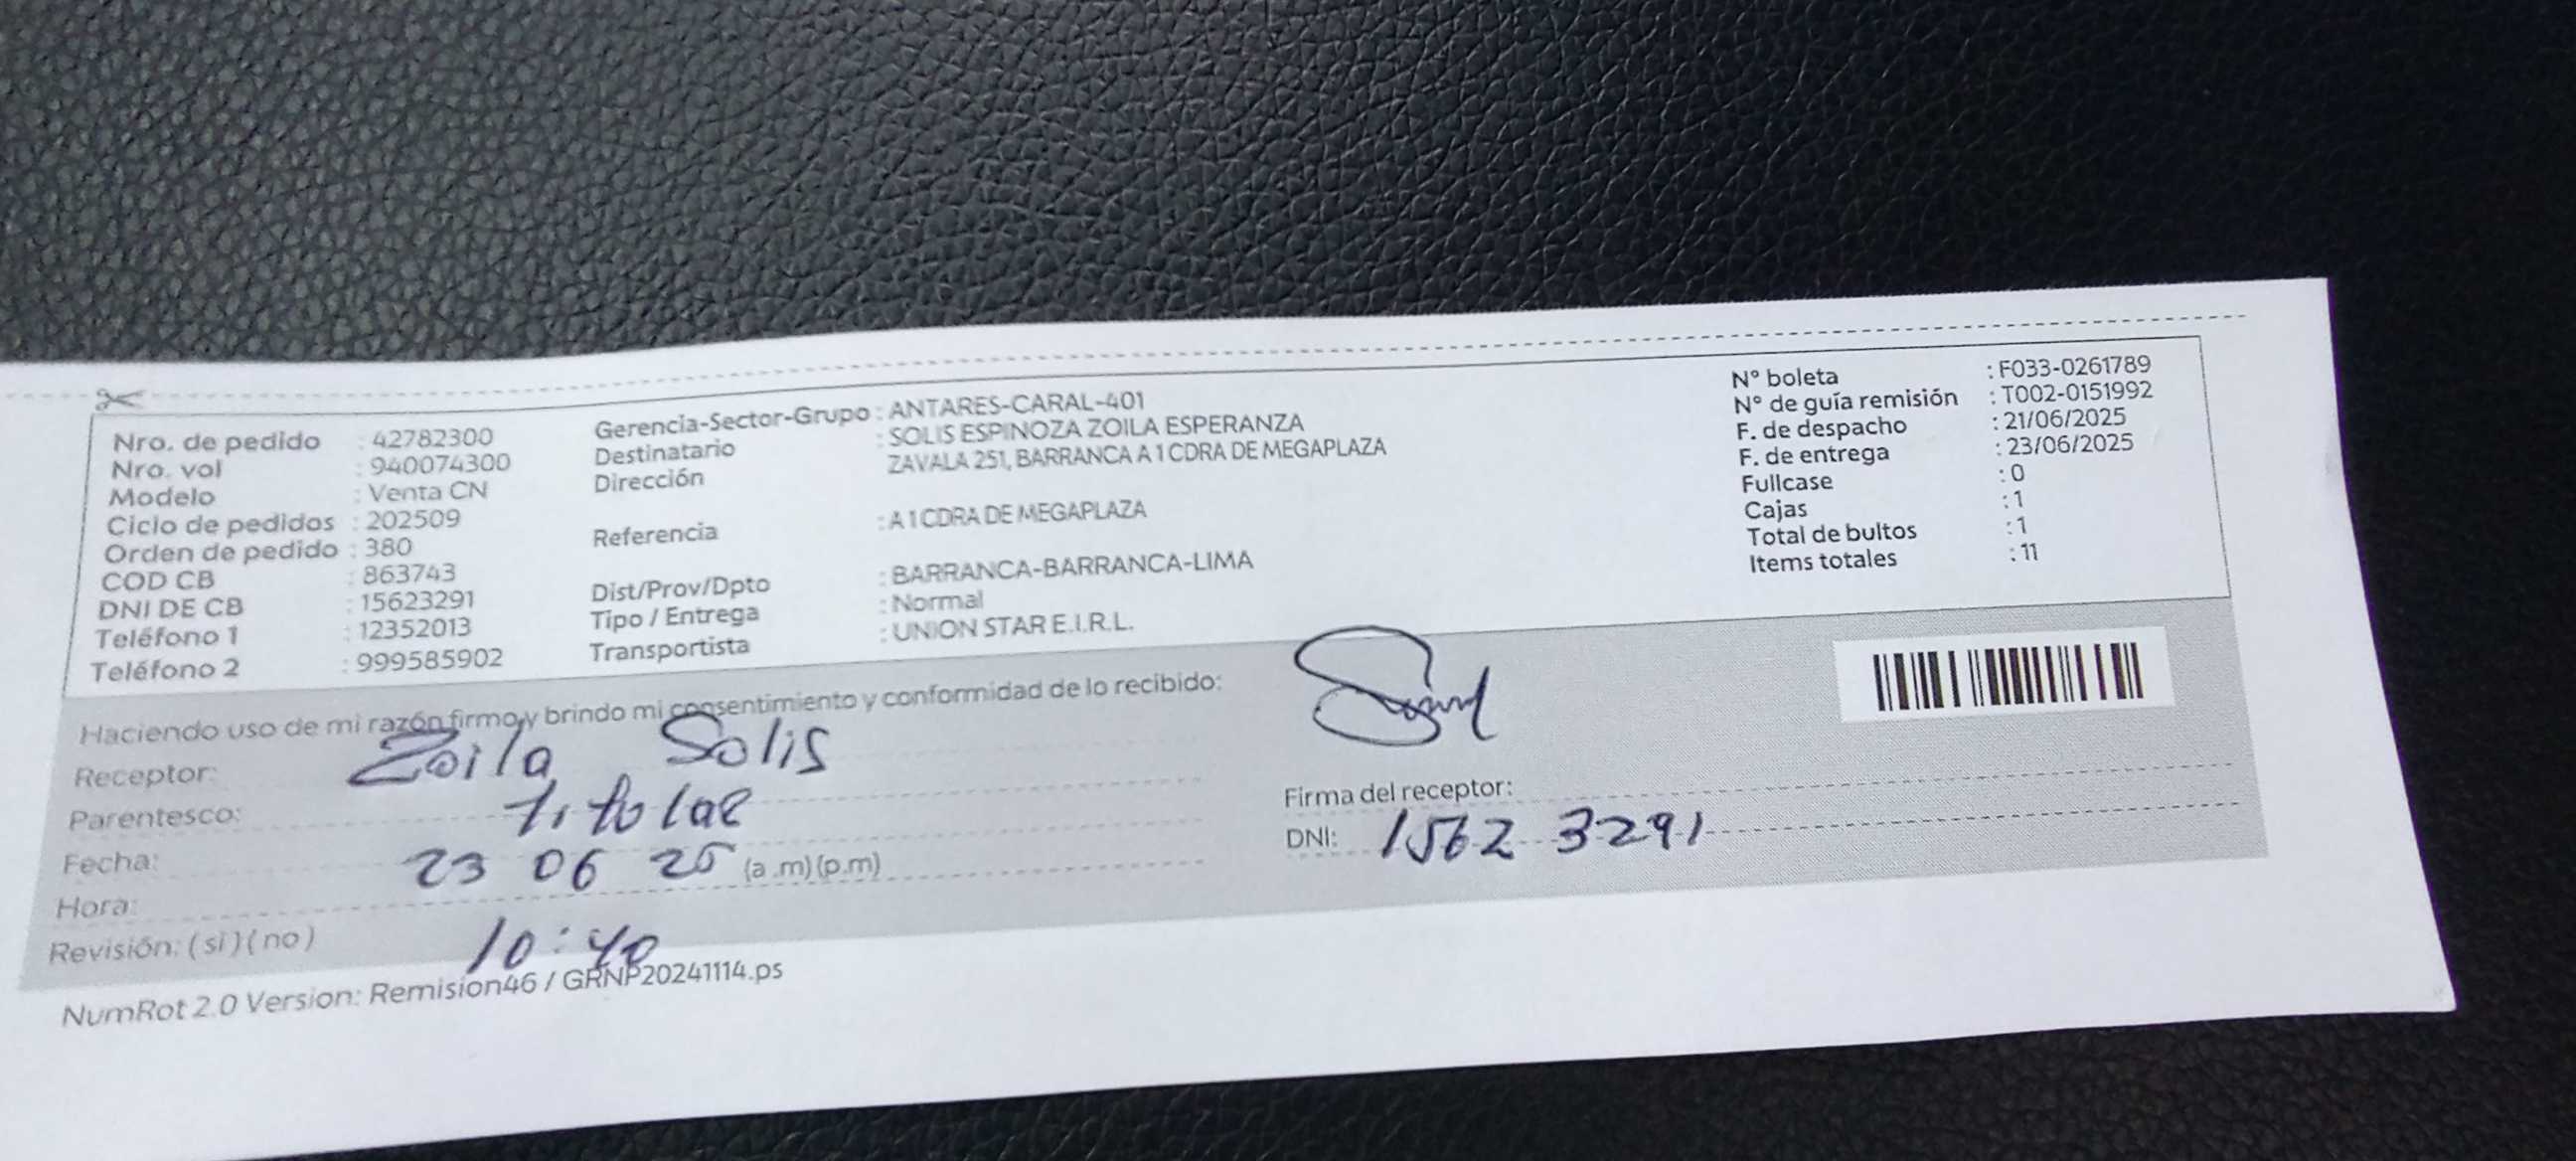 Nro. de pedido : 42782300
Nro. vol : 940074300
Modelo : Venta CN
Ciclo de pedidos : 202509
Orden de pedido : 380
COD CB : 863743
DNI DE CB : 15623291
Teléfono 1 : 12352013
Teléfono 2 : 999585902
Gerencia-Sector-Grupo : ANTARES-CARAL-401
Destinatario : SOLIS ESPINOZA ZOILA ESPERANZA
Dirección ZAVALA 251, BARRANCA A 1 CDRA DE MEGAPLAZA
Referencia : A 1 CDRA DE MEGAPLAZA
Dist/Prov/Dpto : BARRANCA-BARRANCA-LIMA
Tipo / Entrega : Normal
Transportista : UNION STAR E.I.R.L.
N° boleta : F033-0261789
N° de guía remisión : T002-0151992
F. de despacho : 21/06/2025
F. de entrega : 23/06/2025
Fullcase : 0
Cajas : 1
Total de bultos : 1
Items totales : 11
Haciendo uso de mi razón firmo y brindo mi consentimiento y conformidad de lo recibido:
Receptor: Zoila Solis
Parentesco: Titular
Fecha: 23 06 25 (a .m) (p.m)
Hora: 10:40
Revisión: ( si ) ( no )
Firma del receptor:
DNI: 1562 3291
NumRot 2.0 Version: Remision46 / GRNP20241114.ps